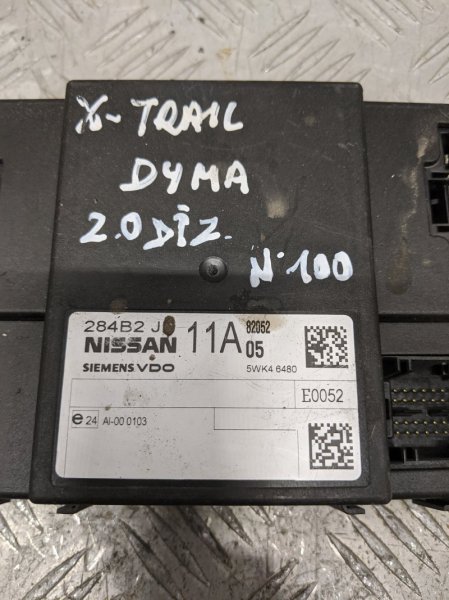 X-TRAIL
DYMA
2.0 DĪZ.
N:100
284B2 J
NISSAN 11A 82052
05
SIEMENS VDO 5WK4 6480
E0052
e 24 AI-00 0103